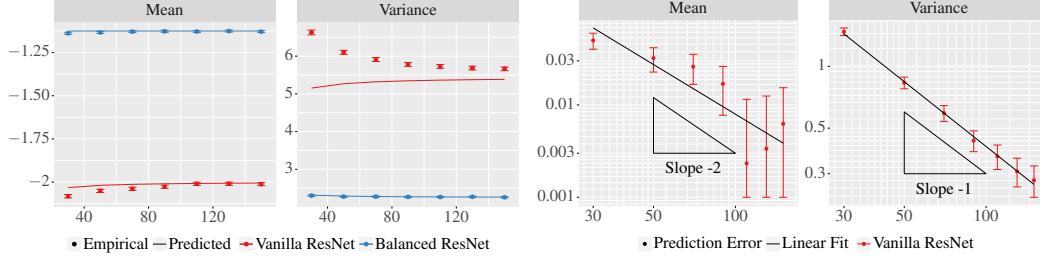 Mean Variance Mean Variance
−1.25
−1.50
−1.75
−2
6
5
4
3
0.03
0.01
0.003
0.001
1
0.5
0.3
Slope -2
Slope -1
40 80 120 40 80 120 30 50 100 30 50 100
Empirical Predicted Vanilla ResNet Balanced ResNet
Prediction Error Linear Fit Vanilla ResNet